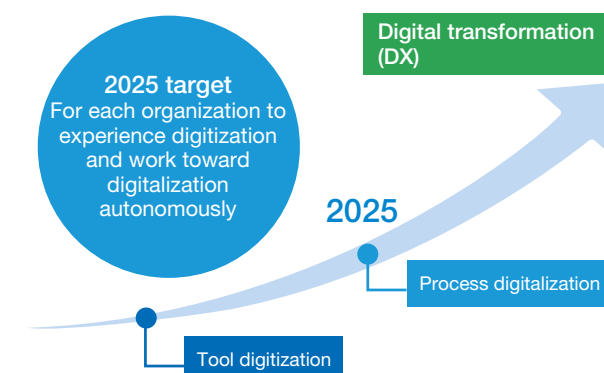 Digital transformation
(DX)
2025 target
For each organization to
experience digitization
and work toward
digitalization
autonomously
2025
Process digitalization
Tool digitization